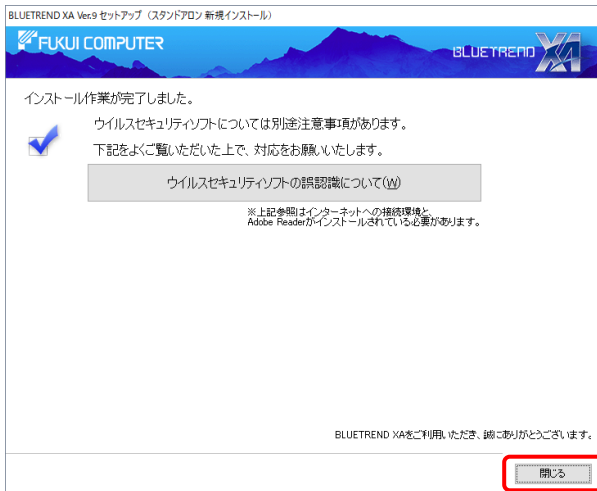 BLUETREND XA Ver.9 セットアップ（スタンドアロン 新規インストール）
FUKUI COMPUTER
BLUETREND XA
インストール作業が完了しました。
ウイルスセキュリティソフトについては別途注意事項があります。
下記をよくご覧いただいた上で、対応をお願いいたします。
ウイルスセキュリティソフトの誤認識について(W)
※上記参照はインターネットへの接続環境と、
Adobe Readerがインストールされている必要があります。
BLUETREND XAをご利用いただき、誠にありがとうございます。
閉じる